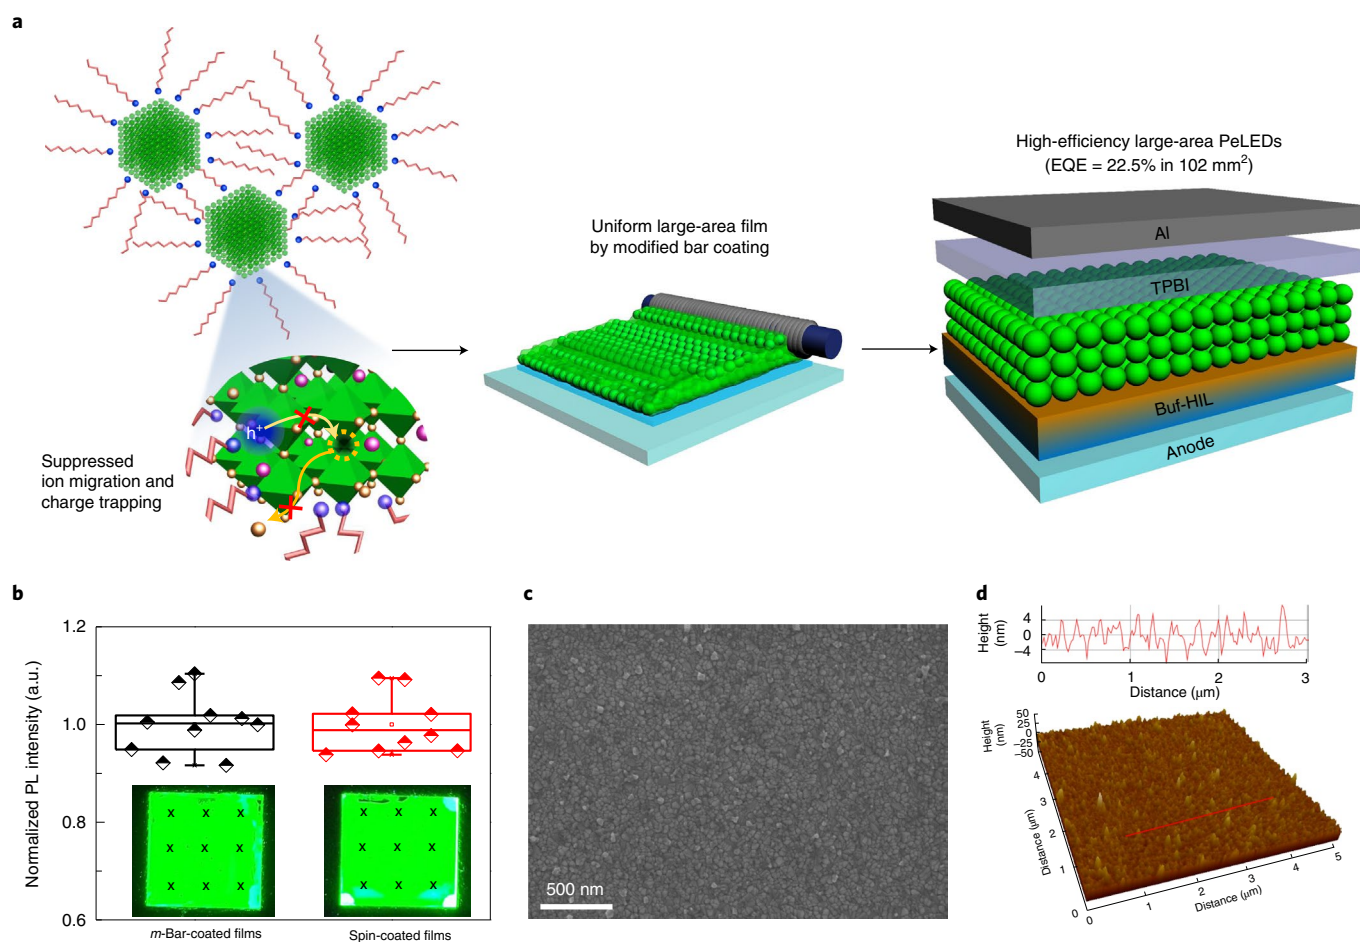 a
High-efficiency large-area PeLEDs
(EQE = 22.5% in 102 mm²)
Uniform large-area film
by modified bar coating
Al
TPBI
Buf-HIL
Anode
h⁺
Suppressed
ion migration and
charge trapping
b
Normalized PL intensity (a.u.)
1.2
1.0
0.8
0.6
x x x
x x x
x x x
x x x
x x x
x x x
m-Bar-coated films
Spin-coated films
c
500 nm
d
Height
(nm)
4
0
−4
0 1 2 3
Distance (μm)
Height
(nm)
50
25
0
−25
−50
4
3
2
1
0
Distance (μm)
0 1 2 3 4 5
Distance (μm)